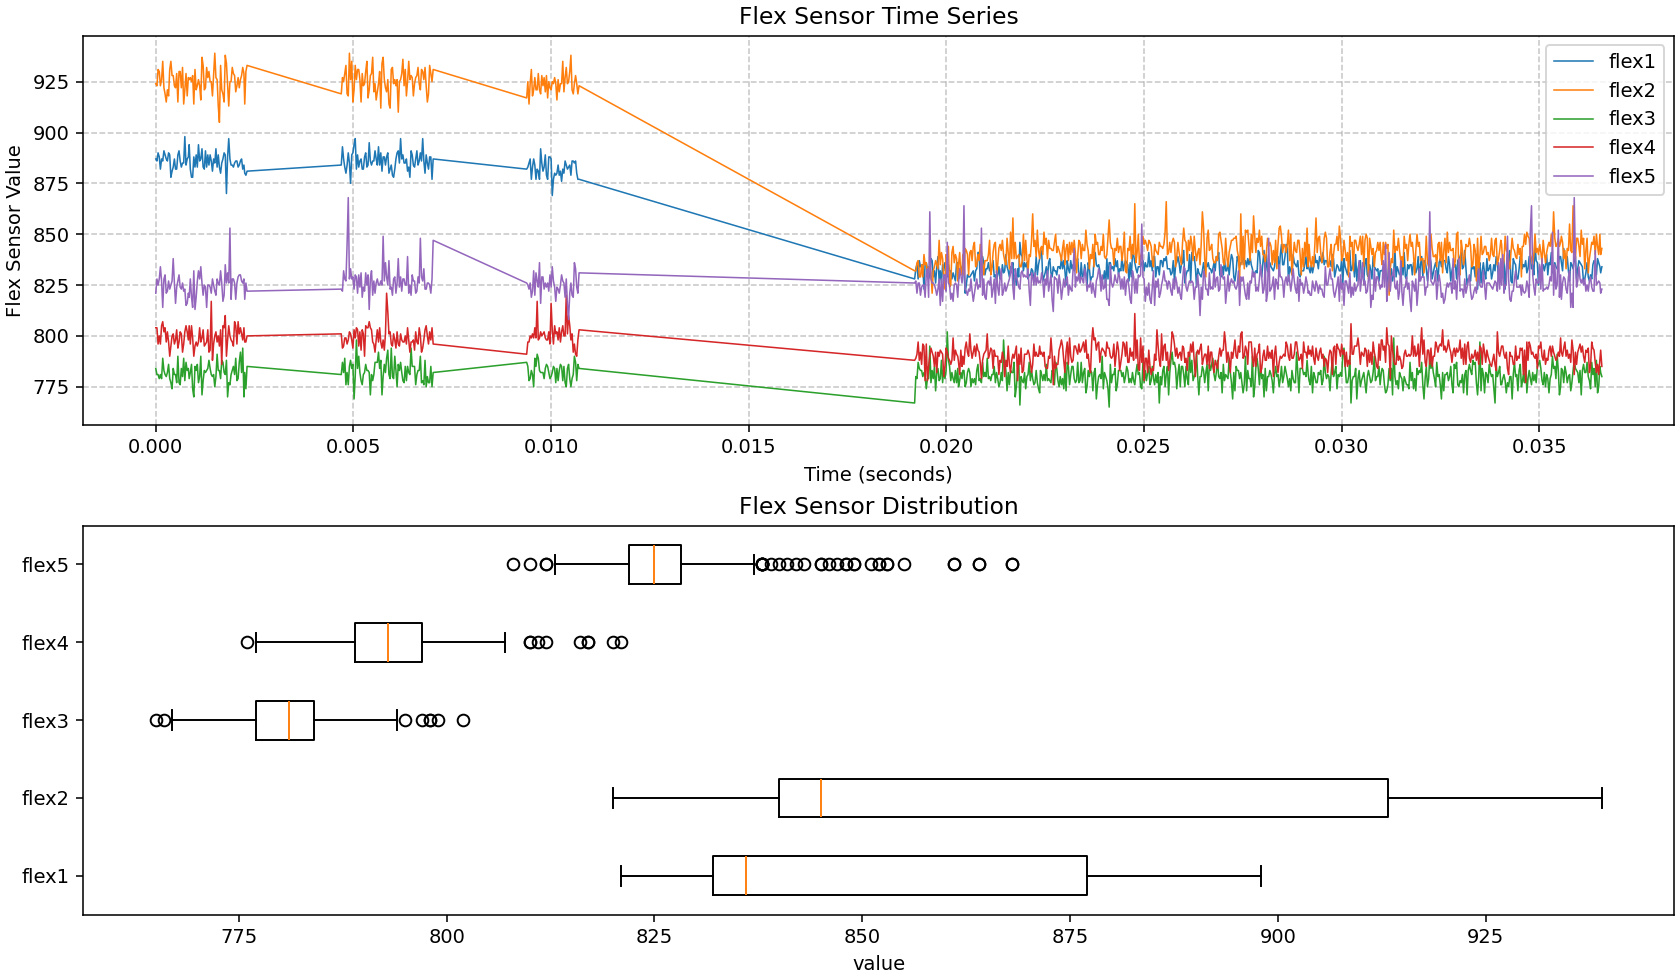 Flex Sensor Time Series
Flex Sensor Value
925
900
875
850
825
800
775
flex1
flex2
flex3
flex4
flex5
0.000 0.005 0.010 0.015 0.020 0.025 0.030 0.035
Time (seconds)
Flex Sensor Distribution
flex5
flex4
flex3
flex2
flex1
775 800 825 850 875 900 925
value